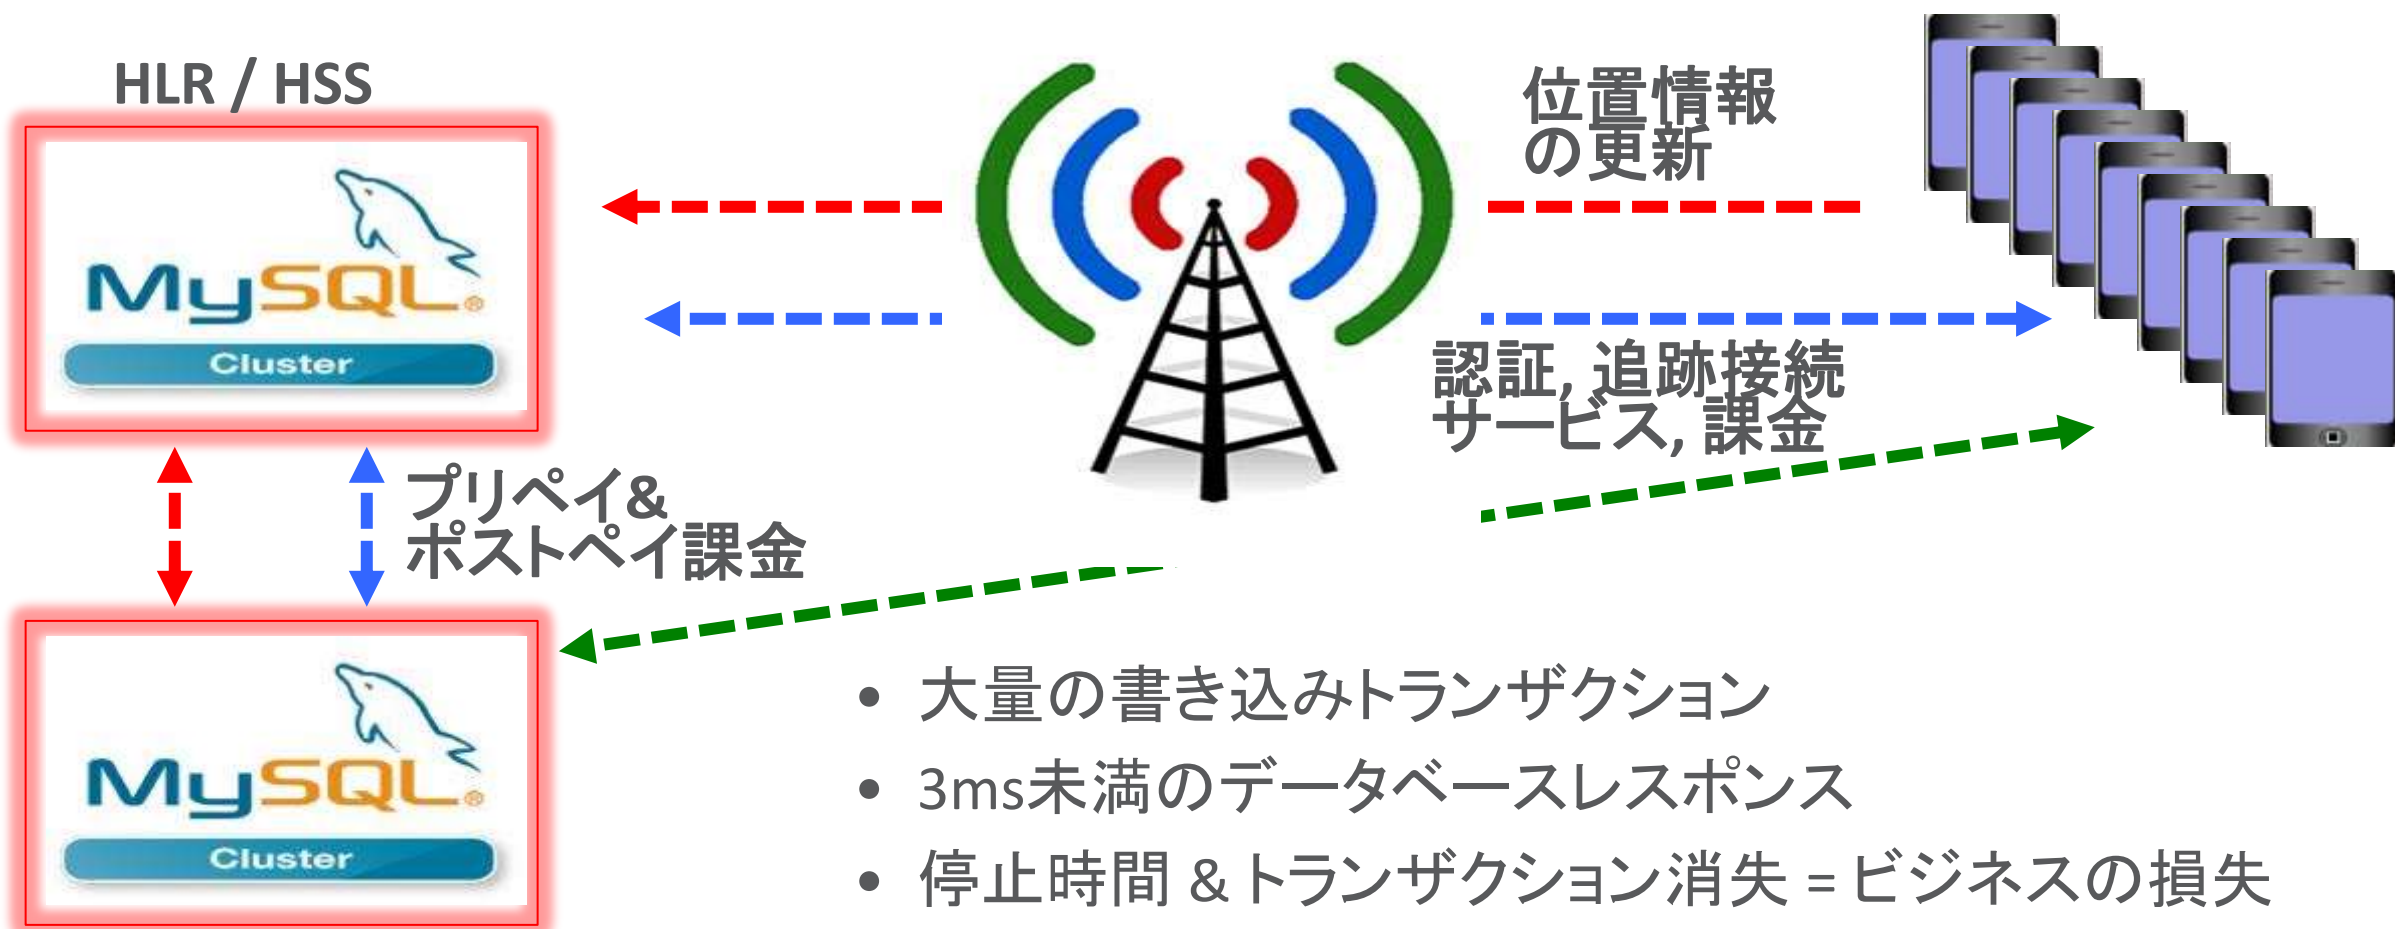 HLR / HSS
MySQL®
Cluster
位置情報
の更新
認証, 追跡接続
サービス, 課金
プリペイ&
ポストペイ課金
MySQL®
Cluster
• 大量の書き込みトランザクション
• 3ms未満のデータベースレスポンス
• 停止時間 & トランザクション消失 = ビジネスの損失